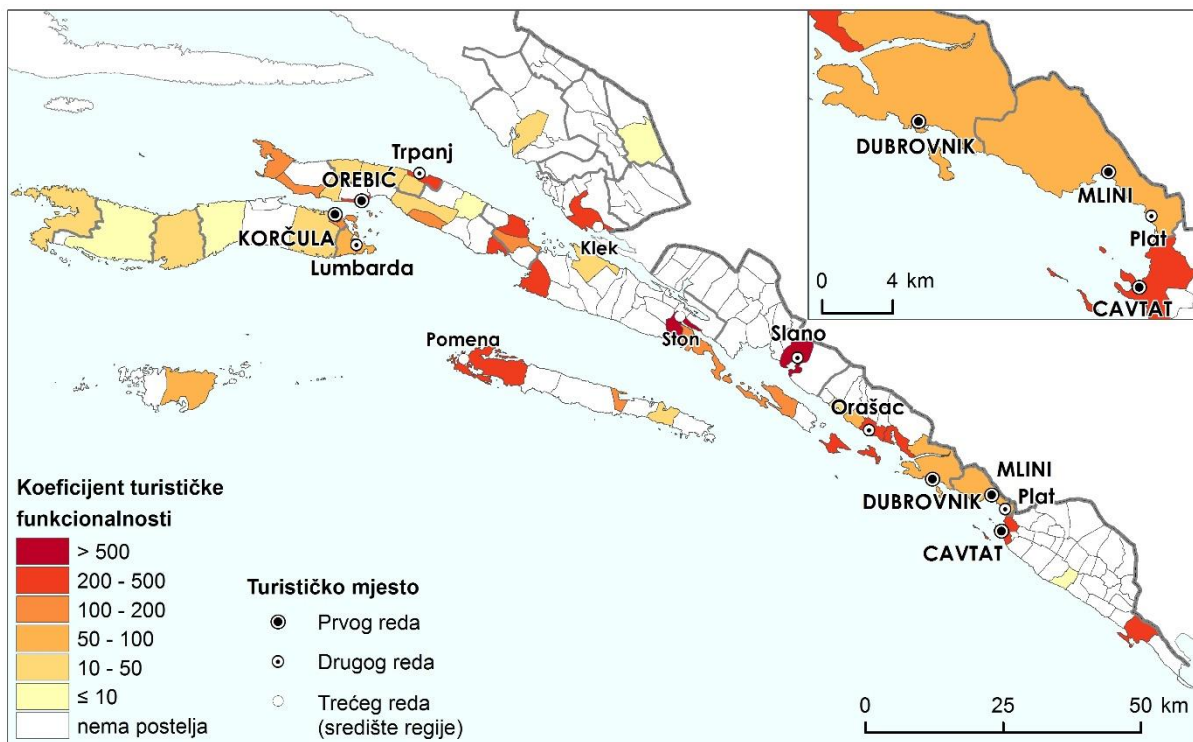 DUBROVNIK
MLINI
Plat
CAVTAT
0 4 km
Trpanj
OREBIĆ
KORČULA
Lumbarda
Klek
Pomena
Ston
Slano
Orašac
MLINI
DUBROVNIK
Plat
CAVTAT
Koeficijent turističke
funkcionalnosti
> 500
200 - 500
100 - 200
50 - 100
10 - 50
≤ 10
nema postelja
Turističko mjesto
Prvog reda
Drugog reda
Trećeg reda
(središte regije)
0 25 50 km